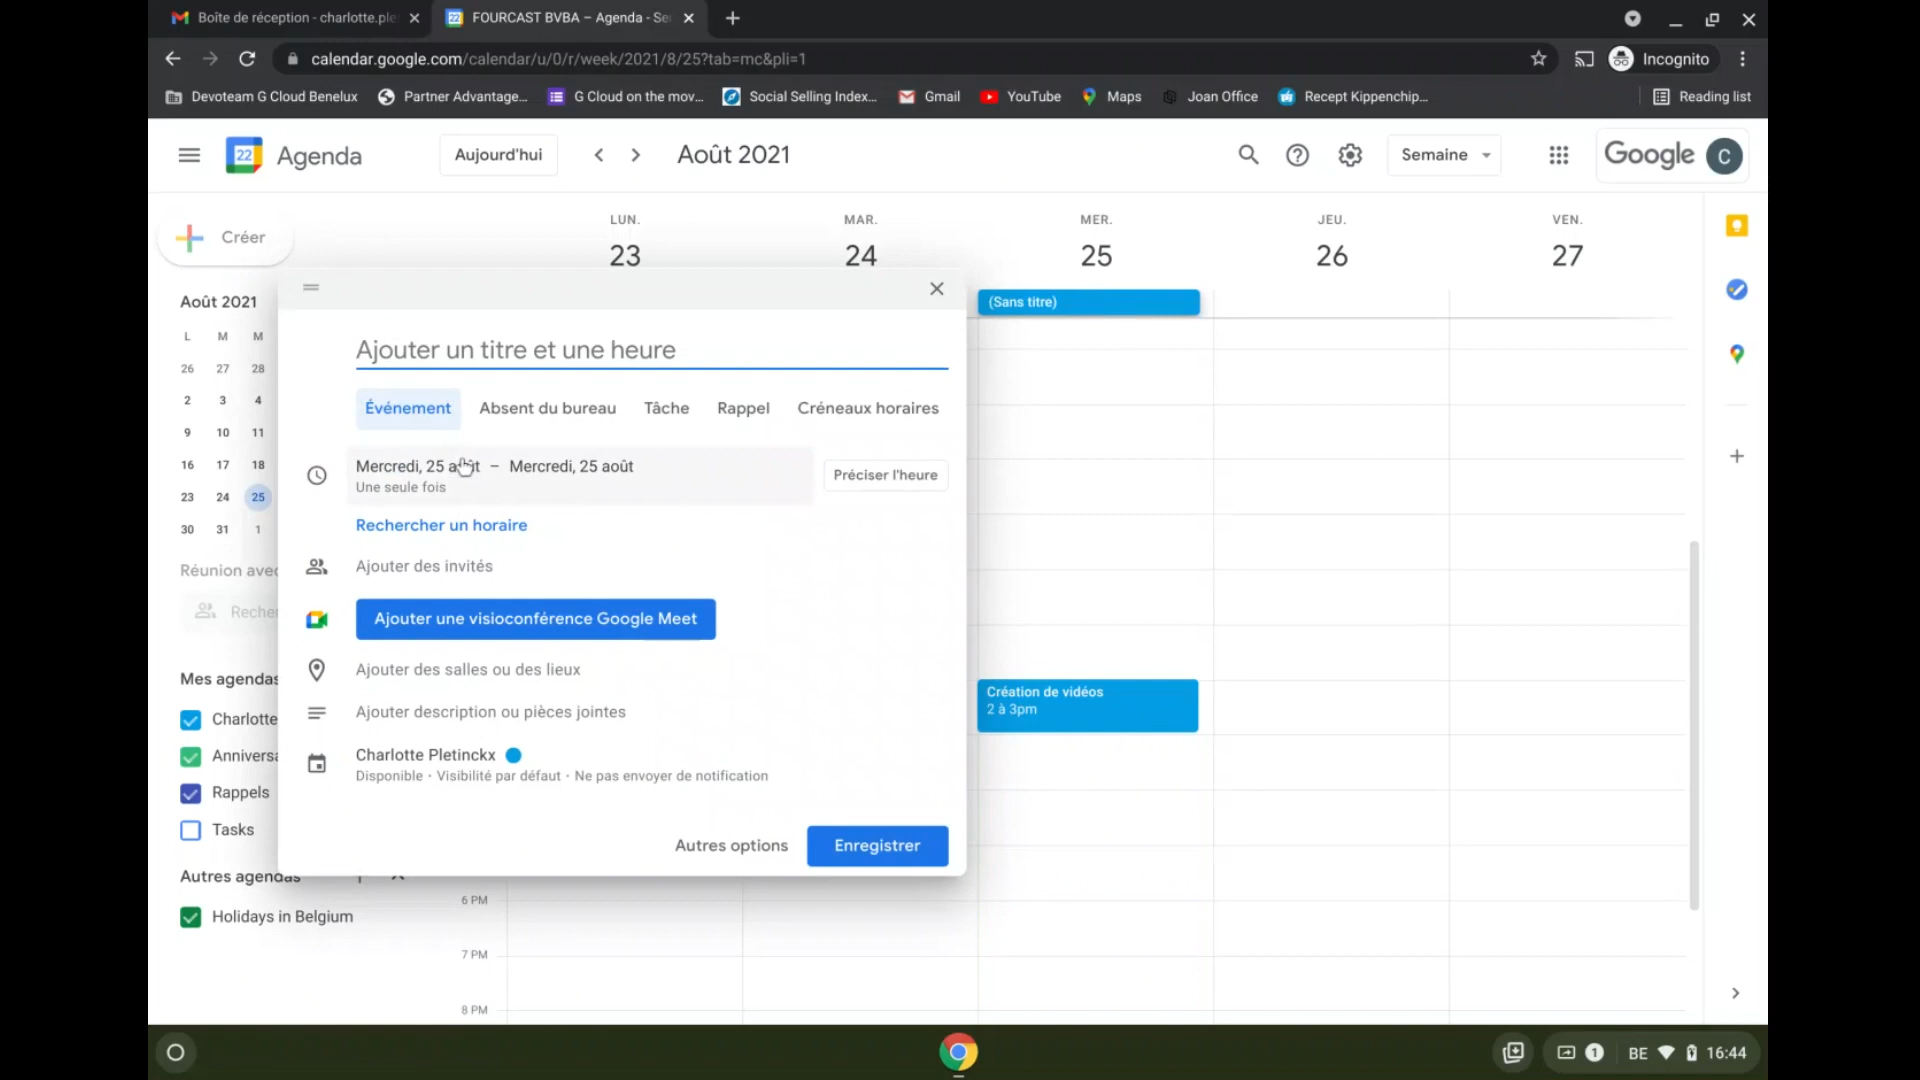 Boîte de réception - charlotte.ple
FOURCAST BVBA – Agenda - Se
calendar.google.com/calendar/u/0/r/week/2021/8/25?tab=mc&pli=1
Incognito
Devoteam G Cloud Benelux
Partner Advantage...
G Cloud on the mov...
Social Selling Index...
Gmail
YouTube
Maps
Joan Office
Recept Kippenchip...
Reading list
22
Agenda
Aujourd'hui
Août 2021
Semaine
Google
C
Créer
LUN.
23
MAR.
24
MER.
25
JEU.
26
VEN.
27
(Sans titre)
Août 2021
L M M
26 27 28
2 3 4
9 10 11
16 17 18
23 24 25
30 31 1
Réunion avec
Recher
Mes agendas
Charlotte
Anniversa
Rappels
Tasks
Autres agendas
Holidays in Belgium
Ajouter un titre et une heure
Événement
Absent du bureau
Tâche
Rappel
Créneaux horaires
Mercredi, 25 août – Mercredi, 25 août
Une seule fois
Préciser l'heure
Rechercher un horaire
Ajouter des invités
Ajouter une visioconférence Google Meet
Ajouter des salles ou des lieux
Ajouter description ou pièces jointes
Charlotte Pletinckx
Disponible · Visibilité par défaut · Ne pas envoyer de notification
Autres options
Enregistrer
Création de vidéos
2 à 3pm
6 PM
7 PM
8 PM
1
BE
16:44